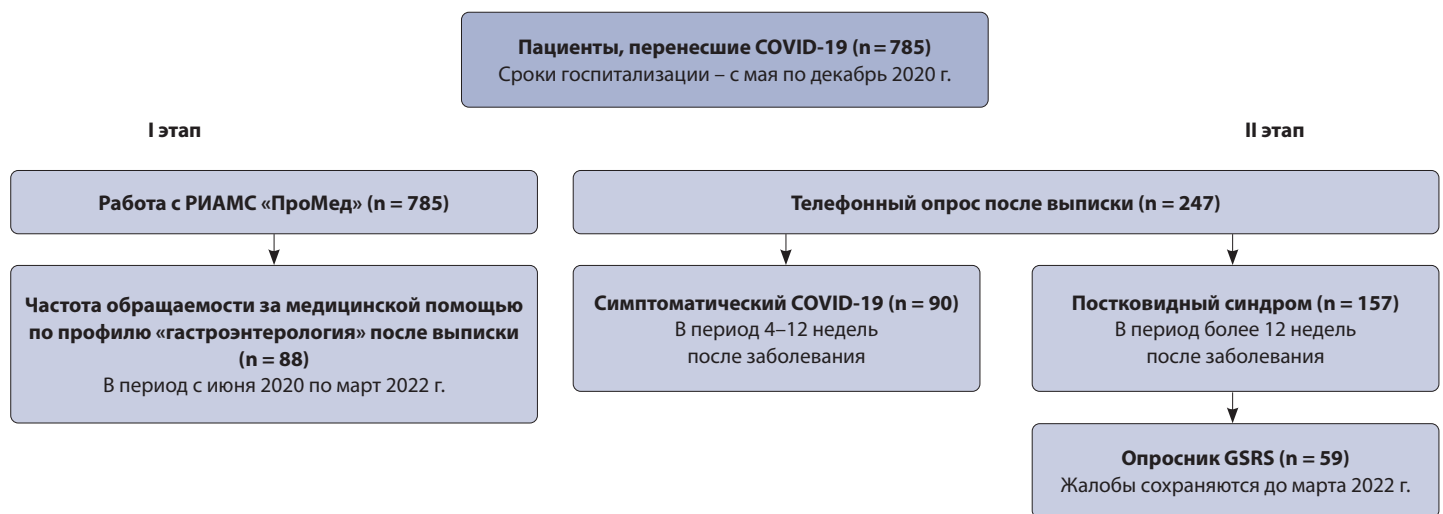 Пациенты, перенесшие COVID-19 (n = 785)
Сроки госпитализации – с мая по декабрь 2020 г.
I этап
II этап
Работа с РИАМС «ПроМед» (n = 785)
Телефонный опрос после выписки (n = 247)
Частота обращаемости за медицинской помощью
по профилю «гастроэнтерология» после выписки
(n = 88)
В период с июня 2020 по март 2022 г.
Симптоматический COVID-19 (n = 90)
В период 4–12 недель
после заболевания
Постковидный синдром (n = 157)
В период более 12 недель
после заболевания
Опросник GSRS (n = 59)
Жалобы сохраняются до марта 2022 г.